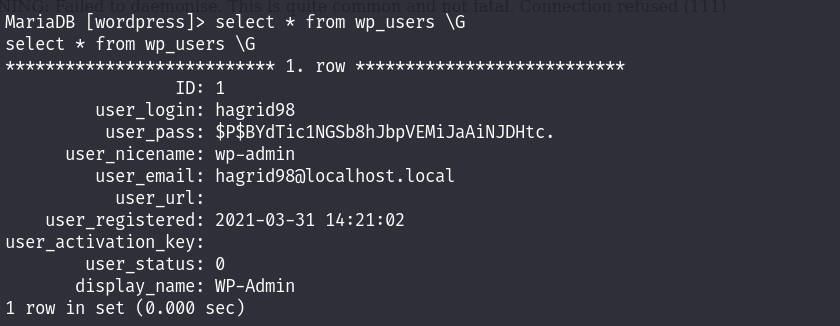 NING: Failed to daemonise. This is quite common and not fatal. Connection refused (111)
MariaDB [wordpress]> select * from wp_users \G
select * from wp_users \G
*************************** 1. row ***************************
ID: 1
user_login: hagrid98
user_pass: $P$BYdTic1NGSb8hJbpVEMiJaAiNJDHtc.
user_nicename: wp-admin
user_email: hagrid98@localhost.local
user_url:
user_registered: 2021-03-31 14:21:02
user_activation_key:
user_status: 0
display_name: WP-Admin
1 row in set (0.000 sec)